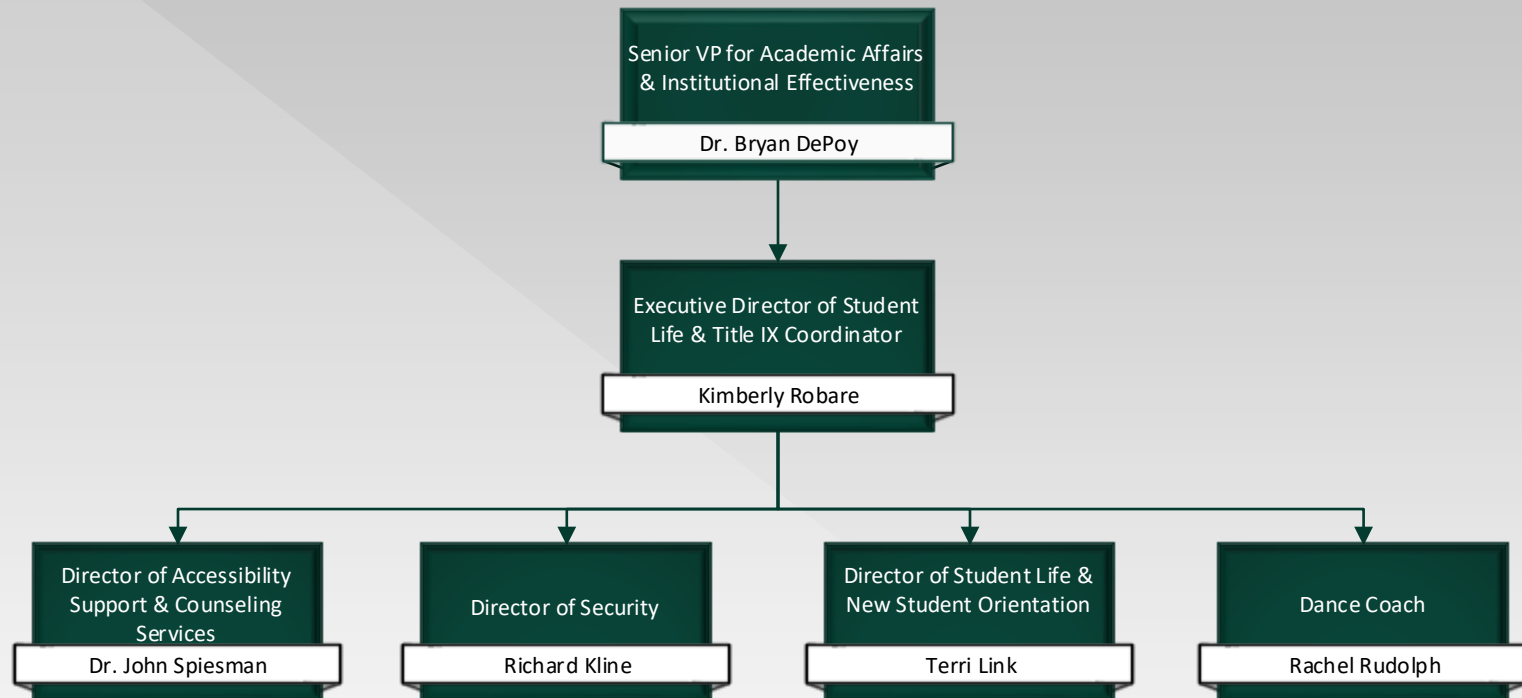 Senior VP for Academic Affairs
& Institutional Effectiveness
Dr. Bryan DePoy
Executive Director of Student
Life & Title IX Coordinator
Kimberly Robare
Director of Accessibility
Support & Counseling
Services
Dr. John Spiesman
Director of Security
Richard Kline
Director of Student Life &
New Student Orientation
Terri Link
Dance Coach
Rachel Rudolph